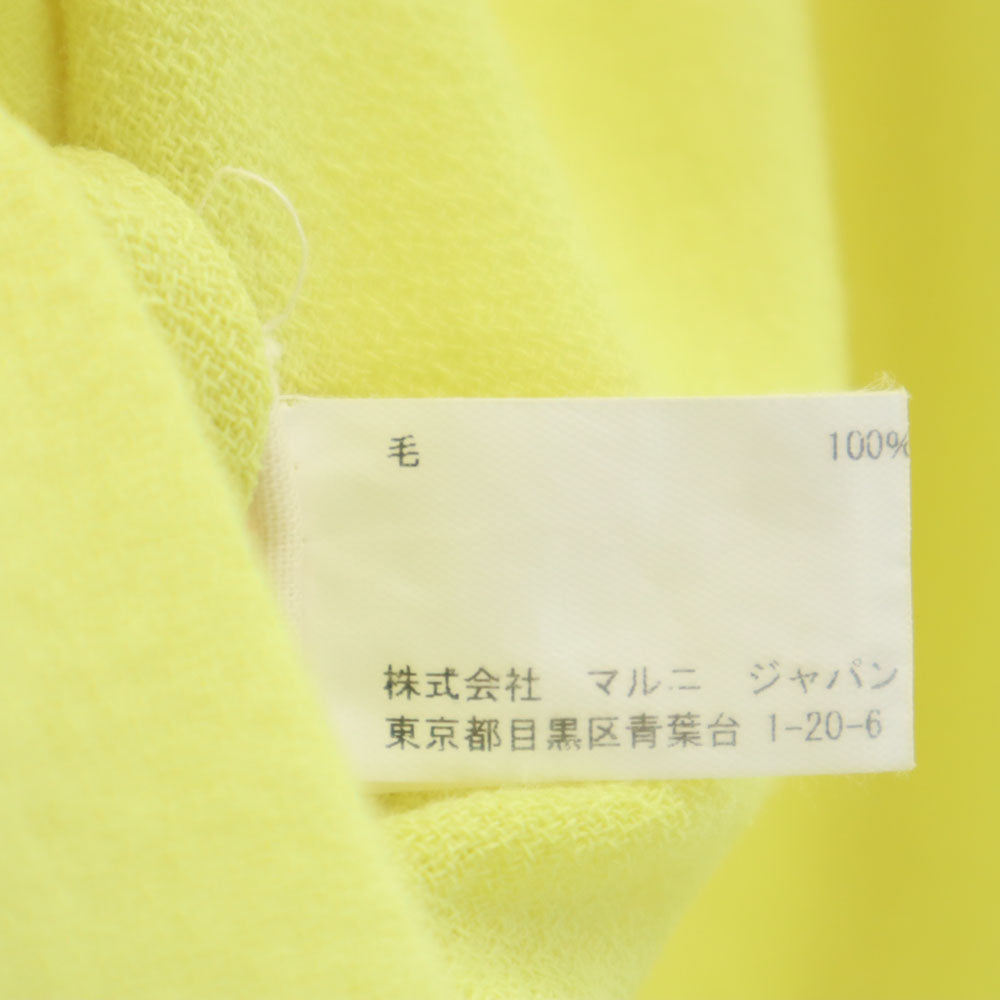 毛 100%
株式会社 マルニ ジャパン
東京都目黒区青葉台 1-20-6